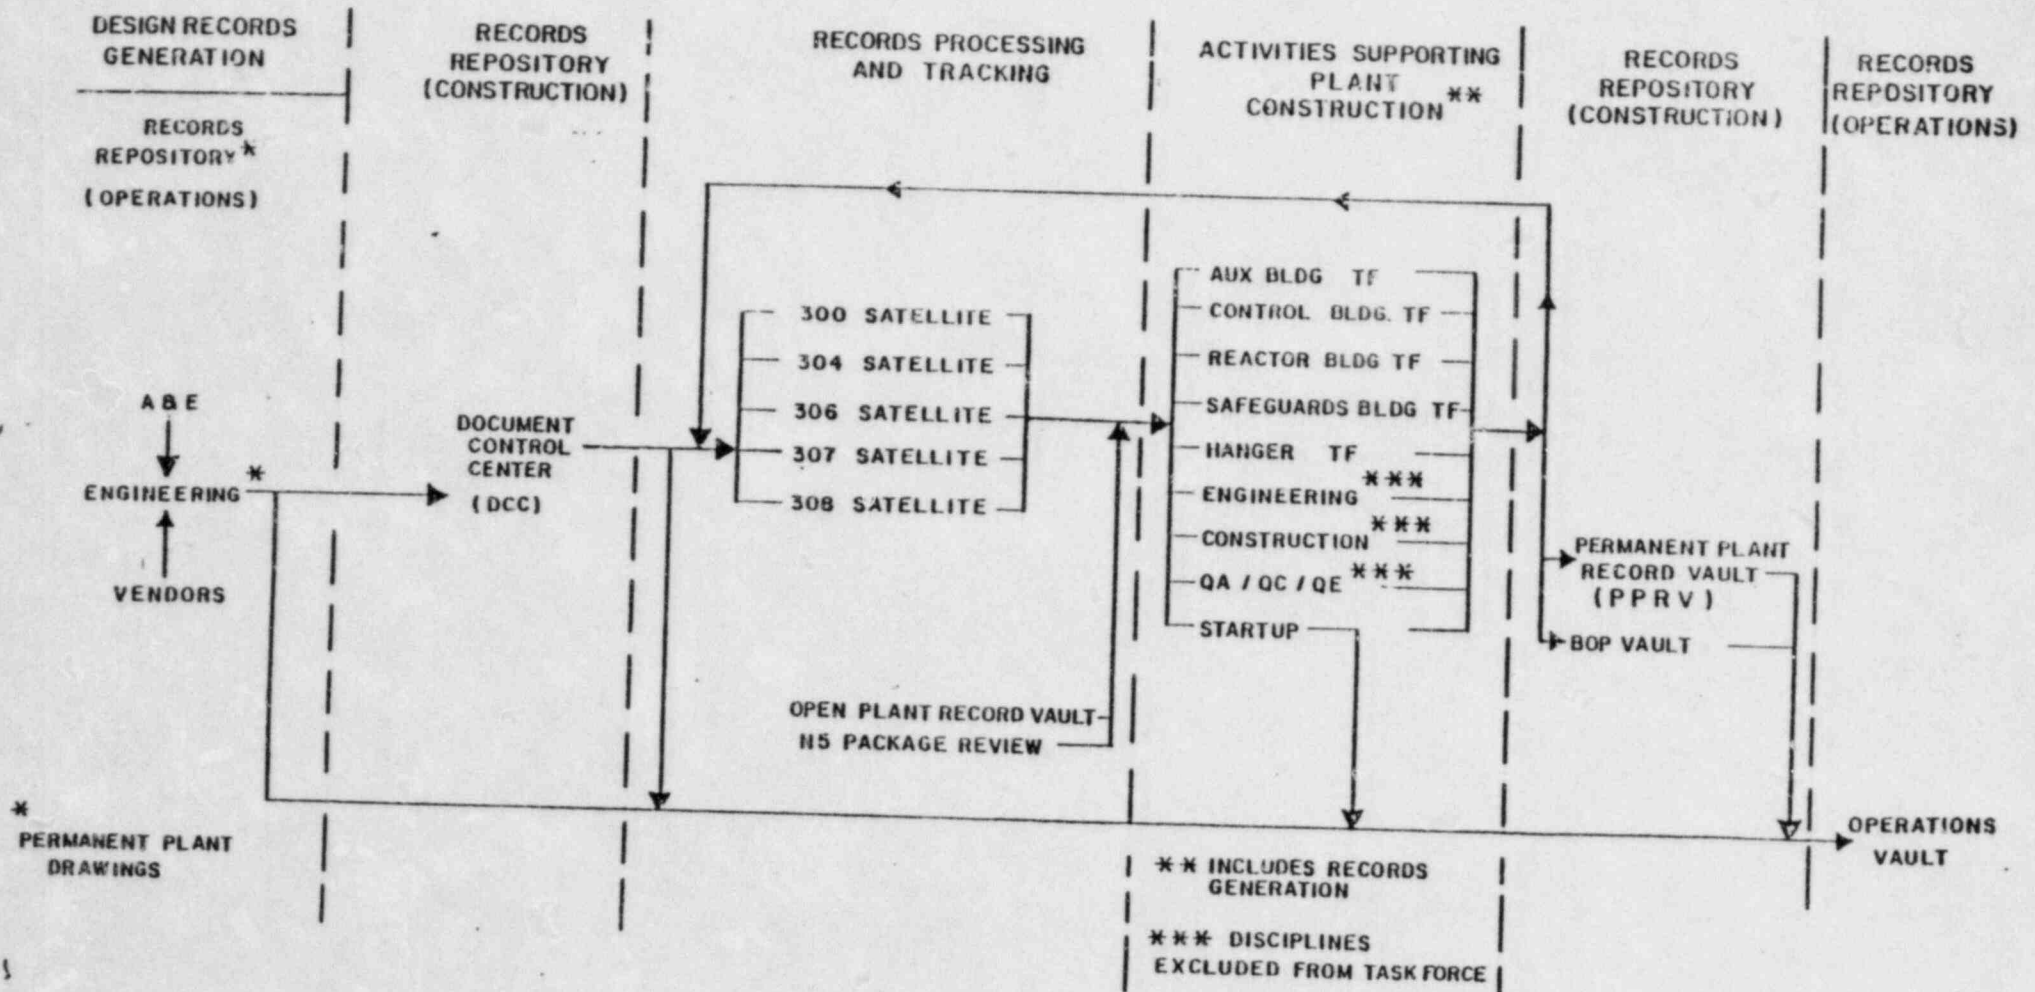 DESIGN RECORDS
GENERATION
RECORDS
REPOSITORY*
(OPERATIONS)
RECORDS
REPOSITORY
(CONSTRUCTION)
RECORDS PROCESSING
AND TRACKING
ACTIVITIES SUPPORTING
PLANT
CONSTRUCTION**
RECORDS
REPOSITORY
(CONSTRUCTION)
RECORDS
REPOSITORY
(OPERATIONS)
A & E
ENGINEERING*
VENDORS
DOCUMENT
CONTROL
CENTER
(DCC)
300 SATELLITE
304 SATELLITE
306 SATELLITE
307 SATELLITE
308 SATELLITE
OPEN PLANT RECORD VAULT
N5 PACKAGE REVIEW
AUX BLDG TF
CONTROL BLDG. TF
REACTOR BLDG TF
SAFEGUARDS BLDG TF
HANGER TF
ENGINEERING***
CONSTRUCTION***
QA / QC / QE***
STARTUP
PERMANENT PLANT
RECORD VAULT
(PPRV)
BOP VAULT
OPERATIONS
VAULT
*
PERMANENT PLANT
DRAWINGS
** INCLUDES RECORDS
GENERATION
*** DISCIPLINES
EXCLUDED FROM TASK FORCE